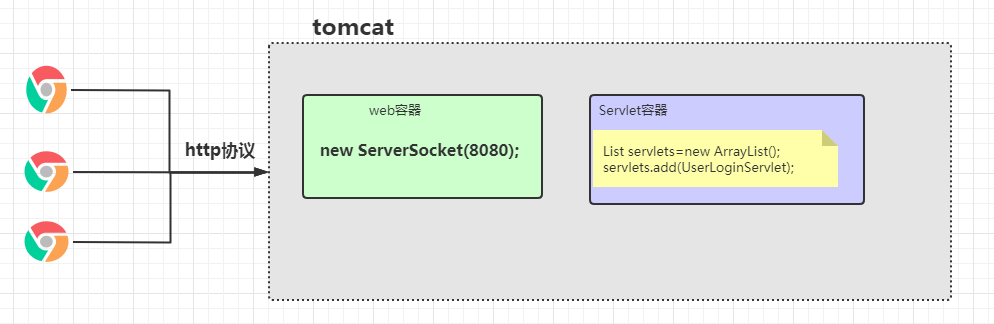 tomcat
http协议
web容器
new ServerSocket(8080);
Servlet容器
List servlets=new ArrayList();
servlets.add(UserLoginServlet);